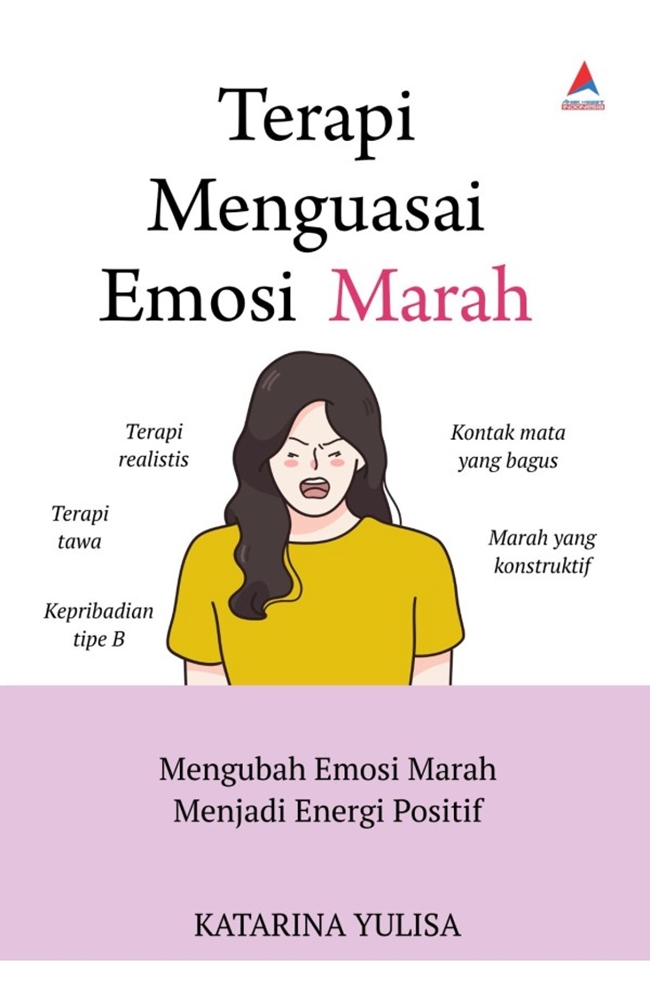 Terapi
Menguasai
Emosi Marah
Terapi
realistis
Kontak mata
yang bagus
Terapi
tawa
Marah yang
konstruktif
Kepribadian
tipe B
Mengubah Emosi Marah
Menjadi Energi Positif
KATARINA YULISA